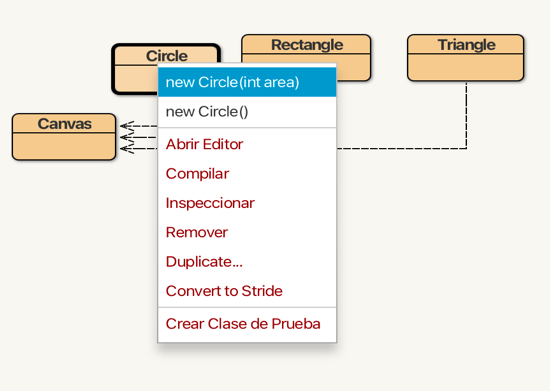 Circle
Rectangle
Triangle
Canvas
new Circle(int area)
new Circle()
Abrir Editor
Compilar
Inspeccionar
Remover
Duplicate...
Convert to Stride
Crear Clase de Prueba